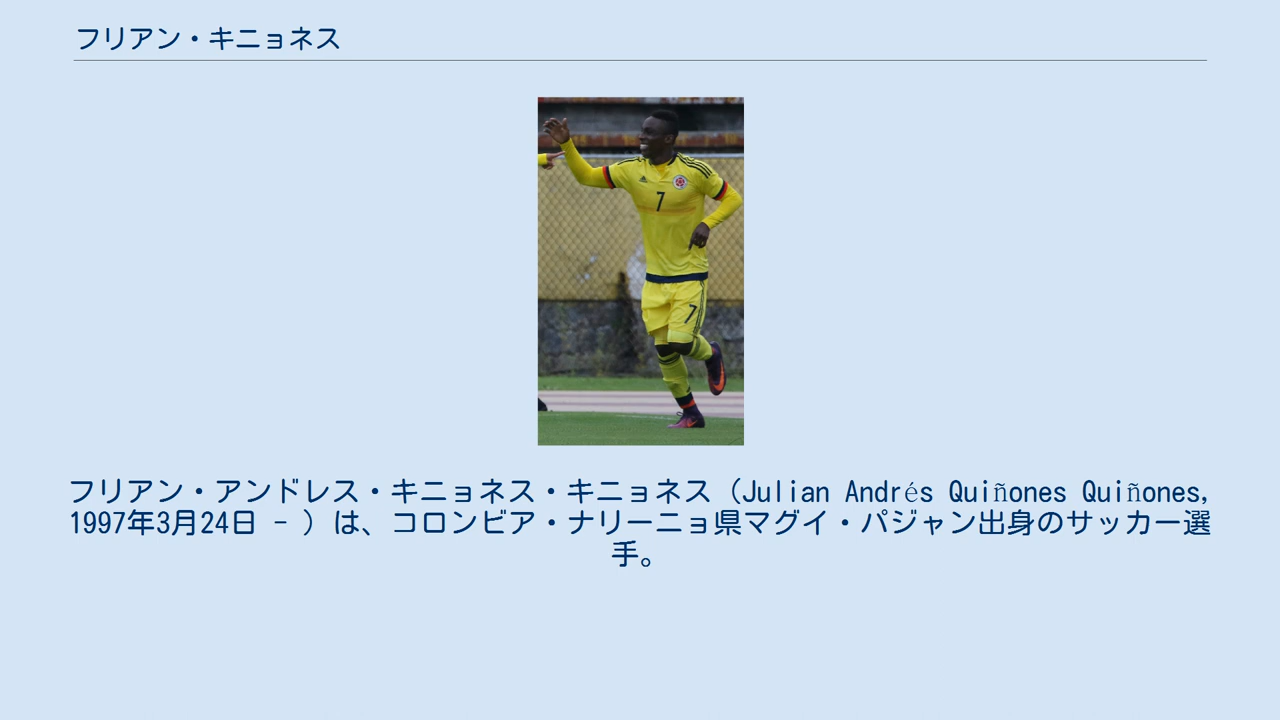 フリアン・キニョネス
7
7
フリアン・アンドレス・キニョネス・キニョネス（Julian Andrés Quiñones Quiñones,
1997年3月24日 - ）は、コロンビア・ナリーニョ県マグイ・パジャン出身のサッカー選
手。